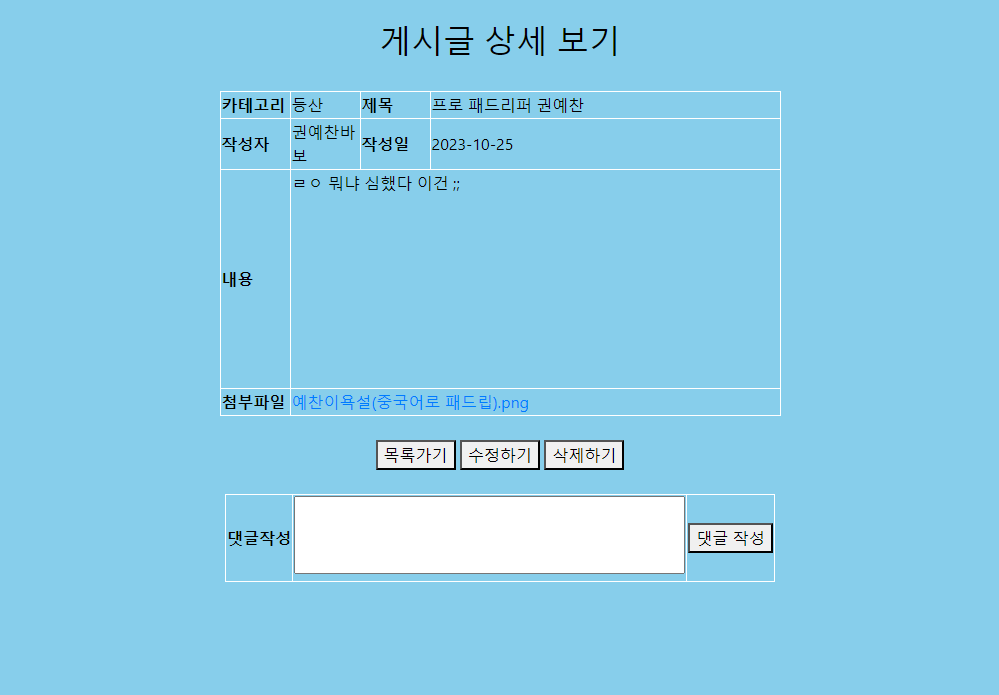 게시글 상세 보기
카테고리 등산 제목 프로 패드리퍼 권예찬
작성자 권예찬바보 작성일 2023-10-25
내용 ㄹㅇ 뭐냐 심했다 이건 ;;
첨부파일 예찬이욕설(중국어로 패드립).png
목록가기 수정하기 삭제하기
댓글작성 댓글 작성